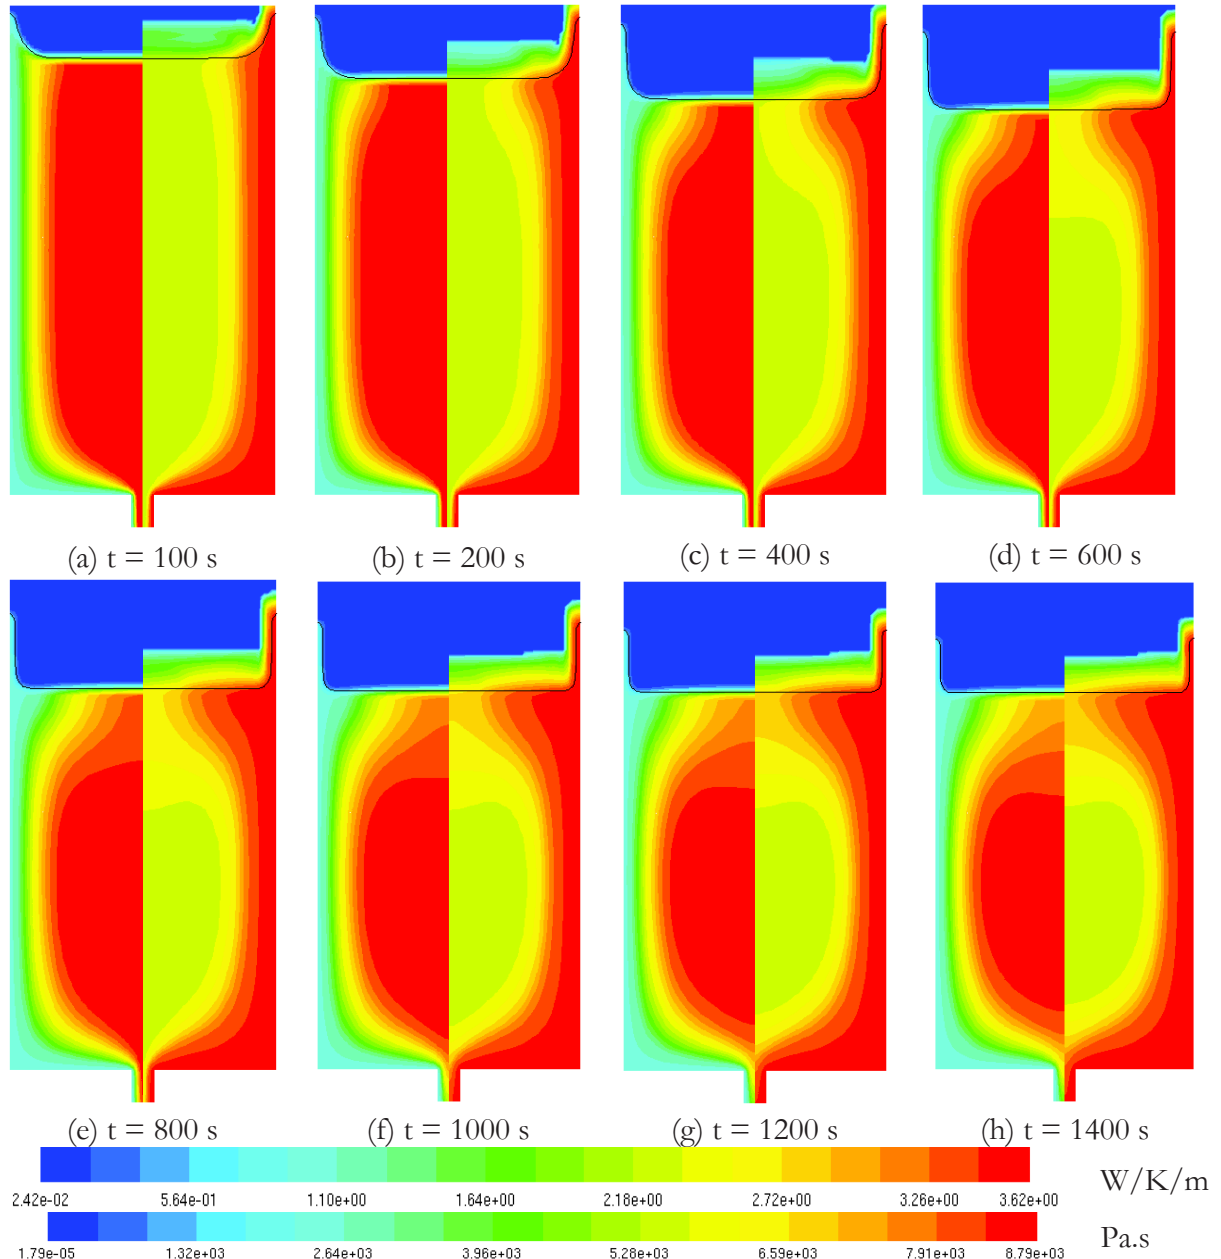 (a) t = 100 s
(b) t = 200 s
(c) t = 400 s
(d) t = 600 s
(e) t = 800 s
(f) t = 1000 s
(g) t = 1200 s
(h) t = 1400 s
2.42e-02 5.64e-01 1.10e+00 1.64e+00 2.18e+00 2.72e+00 3.26e+00 3.62e+00 W/K/m
1.79e-05 1.32e+03 2.64e+03 3.96e+03 5.28e+03 6.59e+03 7.91e+03 8.79e+03 Pa.s